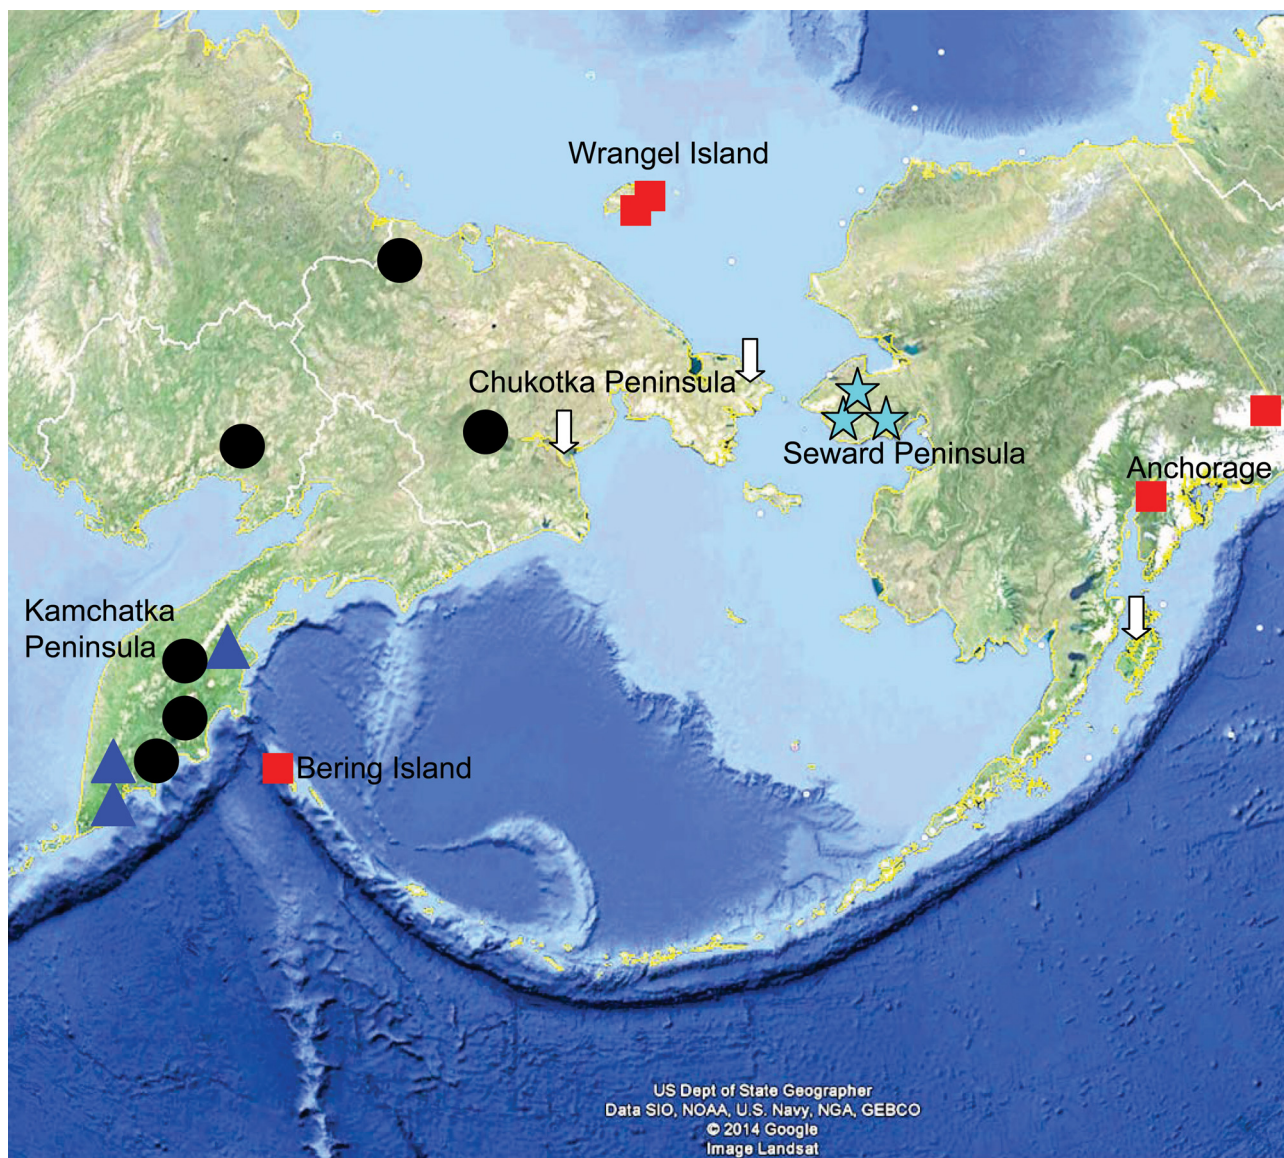 Wrangel Island
Chukotka Peninsula
Seward Peninsula
Anchorage
Kamchatka
Peninsula
Bering Island
US Dept of State Geographer
Data SIO, NOAA, U.S. Navy, NGA, GEBCO
© 2014 Google
Image Landsat